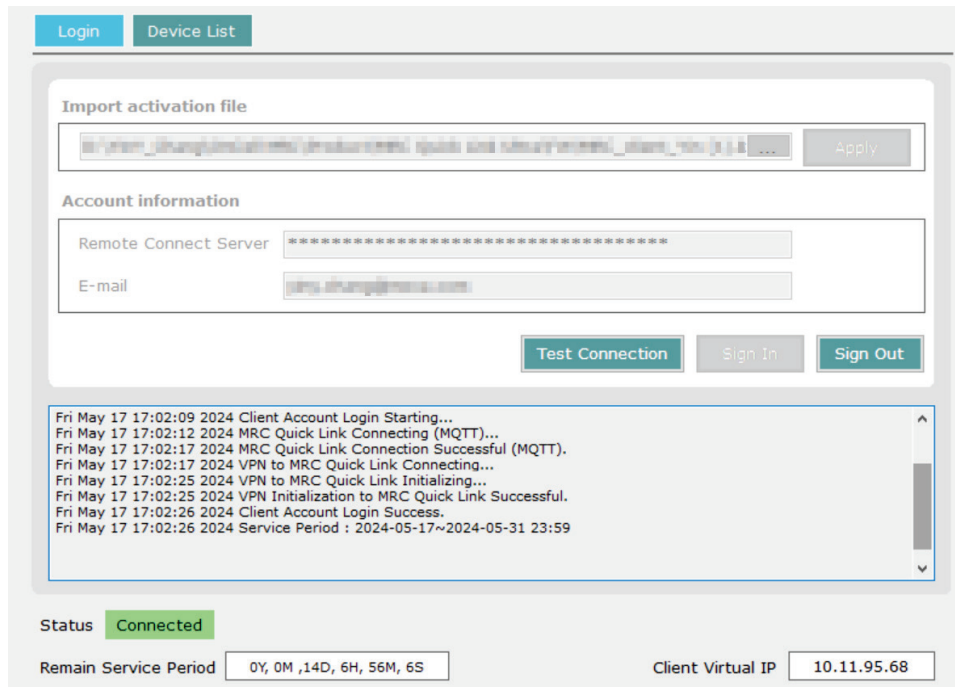 Login Device List
Import activation file
... Apply
Account information
Remote Connect Server ***********************************
E-mail
Test Connection Sign In Sign Out
Fri May 17 17:02:09 2024 Client Account Login Starting...
Fri May 17 17:02:12 2024 MRC Quick Link Connecting (MQTT)...
Fri May 17 17:02:17 2024 MRC Quick Link Connection Successful (MQTT).
Fri May 17 17:02:17 2024 VPN to MRC Quick Link Connecting...
Fri May 17 17:02:25 2024 VPN to MRC Quick Link Initializing...
Fri May 17 17:02:25 2024 VPN Initialization to MRC Quick Link Successful.
Fri May 17 17:02:26 2024 Client Account Login Success.
Fri May 17 17:02:26 2024 Service Period : 2024-05-17~2024-05-31 23:59
Status Connected
Remain Service Period 0Y, 0M ,14D, 6H, 56M, 6S Client Virtual IP 10.11.95.68